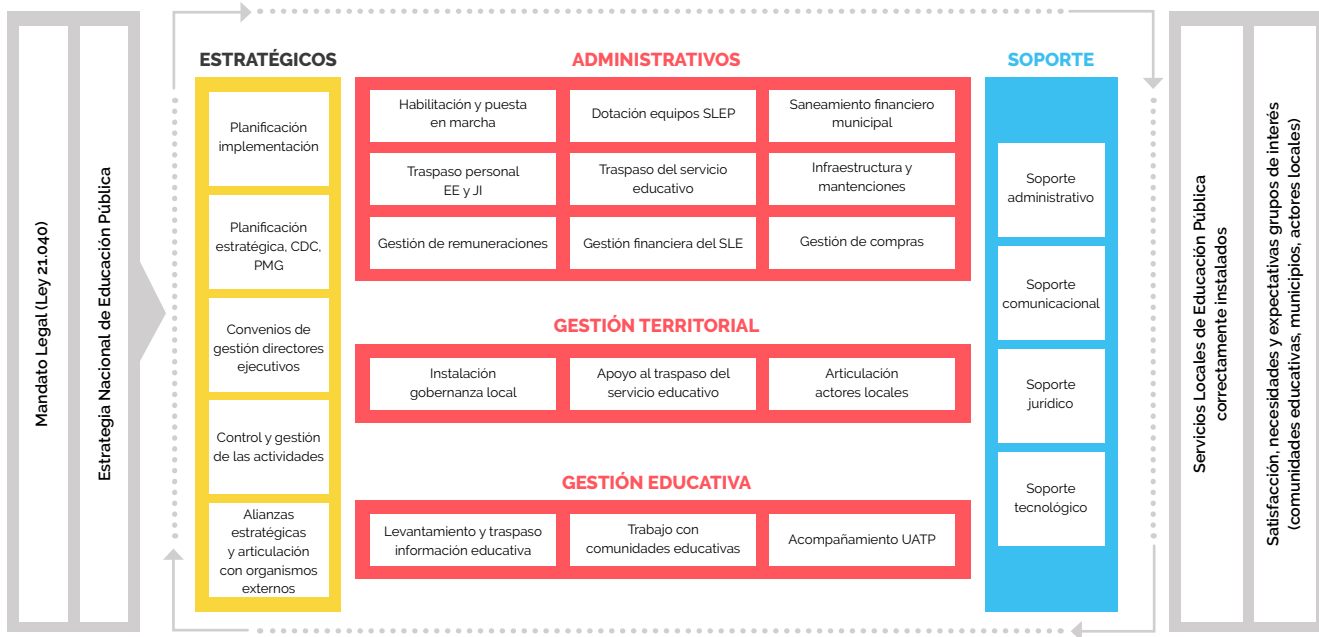 Mandato Legal (Ley 21.040)
Estrategia Nacional de Educación Pública
ESTRATÉGICOS
Planificación
implementación
Planificación
estratégica, CDC,
PMG
Convenios de
gestión directores
ejecutivos
Control y gestión
de las actividades
Alianzas
estratégicas
y articulación
con organismos
externos
ADMINISTRATIVOS
Habilitación y puesta
en marcha
Dotación equipos SLEP
Saneamiento financiero
municipal
Traspaso personal
EE y JI
Traspaso del servicio
educativo
Infraestructura y
mantenciones
Gestión de remuneraciones
Gestión financiera del SLE
Gestión de compras
GESTIÓN TERRITORIAL
Instalación
gobernanza local
Apoyo al traspaso del
servicio educativo
Articulación
actores locales
GESTIÓN EDUCATIVA
Levantamiento y traspaso
información educativa
Trabajo con
comunidades educativas
Acompañamiento UATP
SOPORTE
Soporte
administrativo
Soporte
comunicacional
Soporte
jurídico
Soporte
tecnológico
Servicios Locales de Educación Pública
correctamente instalados
Satisfacción, necesidades y expectativas grupos de interés
(comunidades educativas, municipios, actores locales)